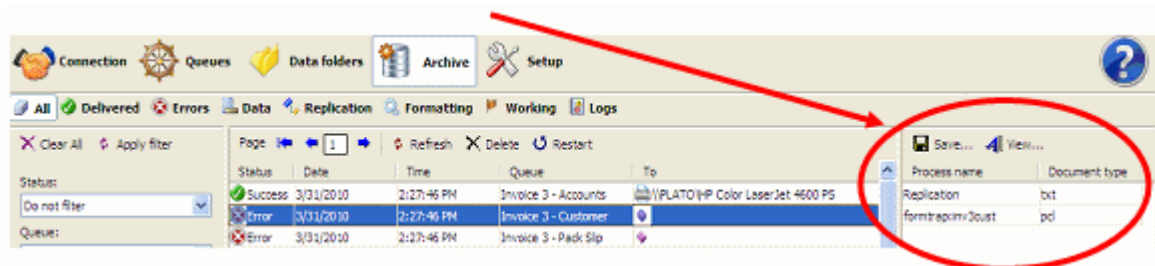 Connection Queues Data folders Archive Setup
All Delivered Errors Data Replication Formatting Working Logs
Clear All Apply filter Page 1 Refresh Delete Restart Save... View...
Status Date Time Queue To Process name Document type
Status: Success 3/31/2010 2:27:46 PM Invoice 3 - Accounts \\PLATO\HP Color LaserJet 4600 PS Replication txt
Do not filter Error 3/31/2010 2:27:46 PM Invoice 3 - Customer pcl
Queue: Error 3/31/2010 2:27:46 PM Invoice 3 - Pack Slip